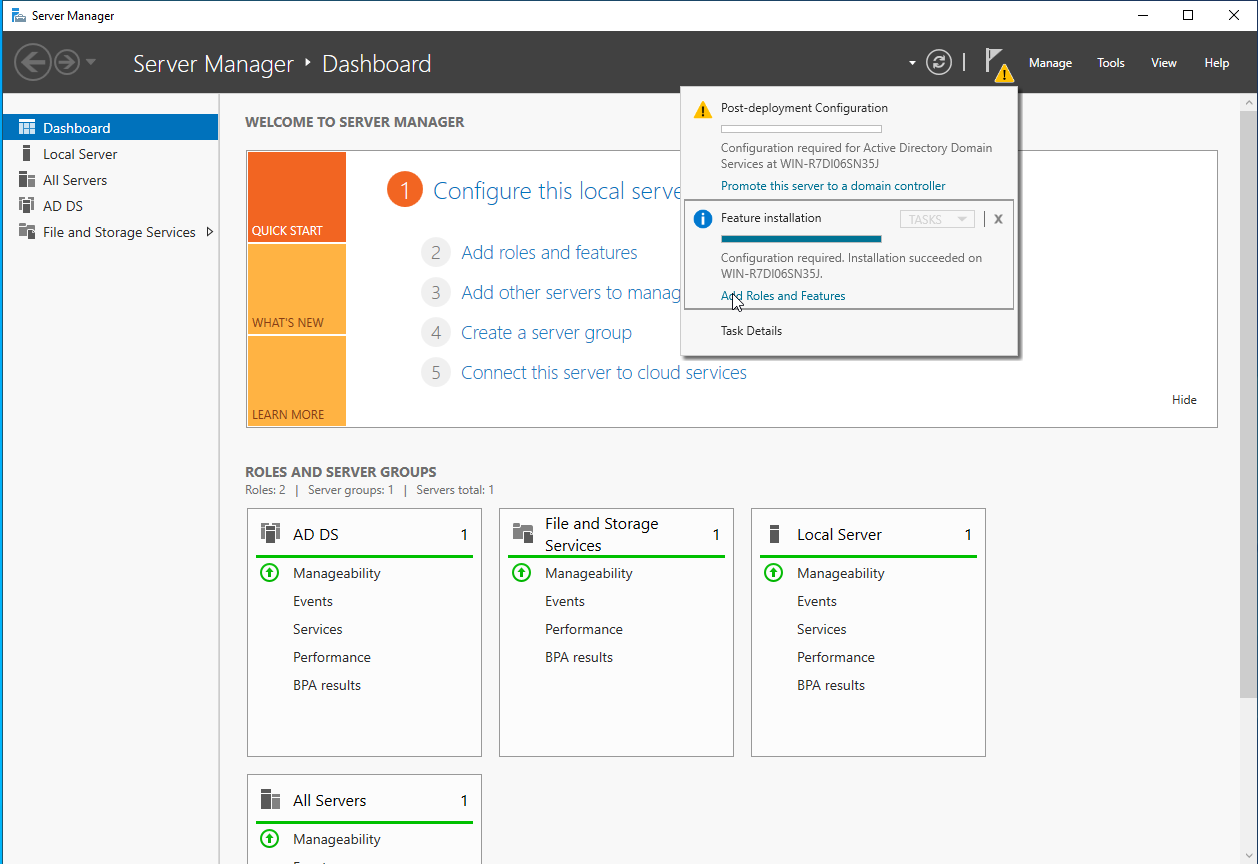 Server Manager
Server Manager ‣ Dashboard
Manage Tools View Help
Dashboard
Local Server
All Servers
AD DS
File and Storage Services
WELCOME TO SERVER MANAGER
QUICK START
WHAT'S NEW
LEARN MORE
1 Configure this local serve
2 Add roles and features
3 Add other servers to manag
4 Create a server group
5 Connect this server to cloud services
Hide
Post-deployment Configuration
Configuration required for Active Directory Domain
Services at WIN-R7DI06SN35J
Promote this server to a domain controller
Feature installation TASKS X
Configuration required. Installation succeeded on
WIN-R7DI06SN35J.
Add Roles and Features
Task Details
ROLES AND SERVER GROUPS
Roles: 2 | Server groups: 1 | Servers total: 1
AD DS 1
Manageability
Events
Services
Performance
BPA results
File and Storage
Services 1
Manageability
Events
Performance
BPA results
Local Server 1
Manageability
Events
Services
Performance
BPA results
All Servers 1
Manageability